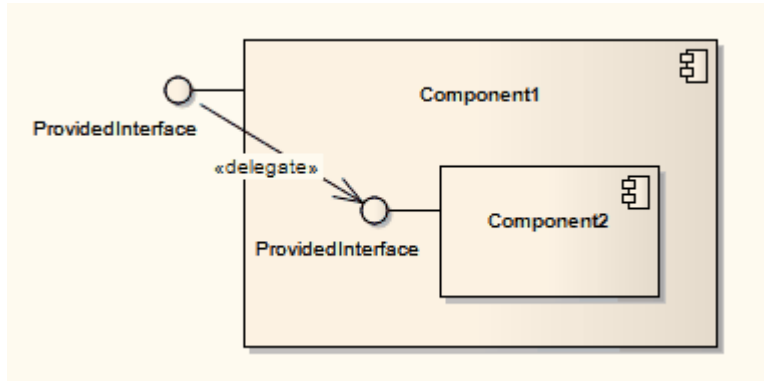 Component1
ProvidedInterface
«delegate»
Component2
ProvidedInterface